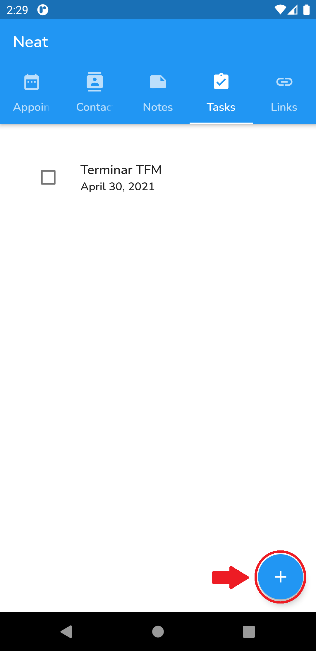 2:29
Neat
Appoin
Contac
Notes
Tasks
Links
Terminar TFM
April 30, 2021